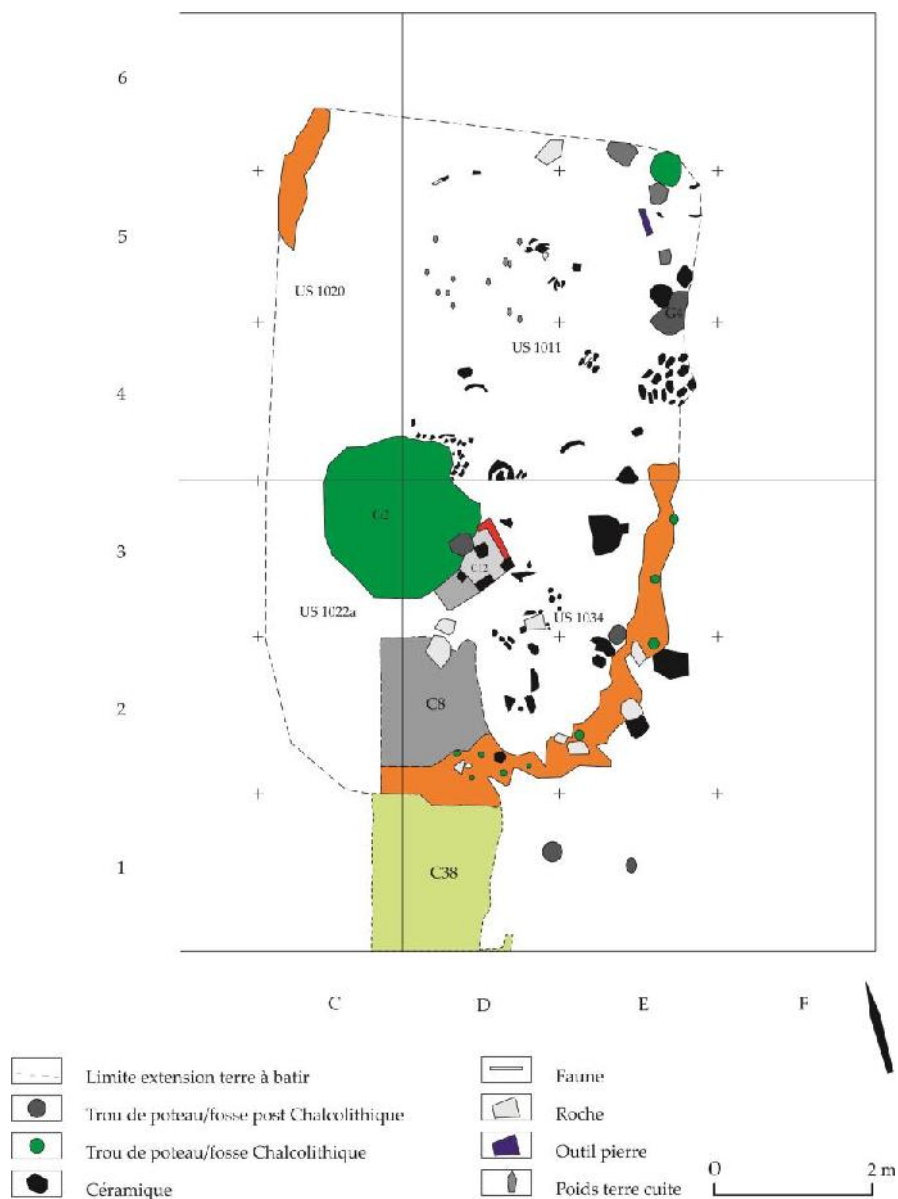 6
5
US 1020
G4
US 1011
4
G2
3
C12
US 1022a
US 1034
2
C8
1
C38
C D E F
Limite extension terre à batir
Trou de poteau/fosse post Chalcolithique
Trou de poteau/fosse Chalcolithique
Céramique
Faune
Roche
Outil pierre
Poids terre cuite
O 2 m